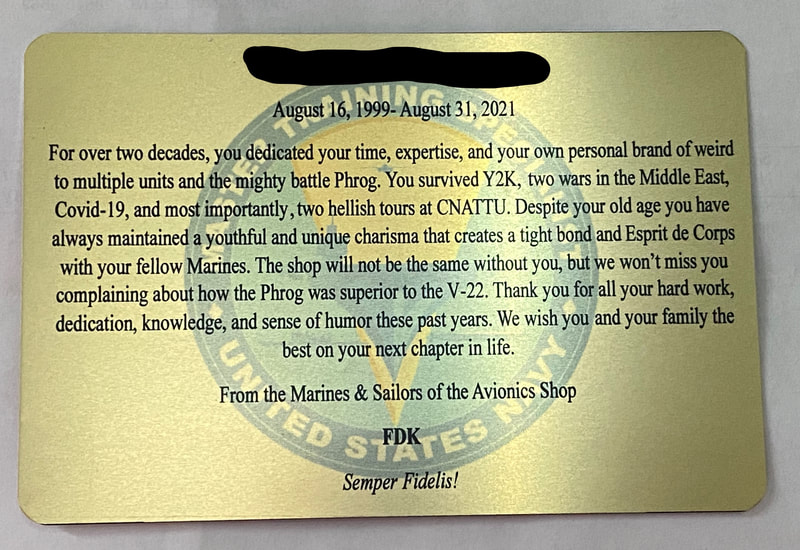 August 16, 1999- August 31, 2021
For over two decades, you dedicated your time, expertise, and your own personal brand of weird
to multiple units and the mighty battle Phrog. You survived Y2K, two wars in the Middle East,
Covid-19, and most importantly, two hellish tours at CNATTU. Despite your old age you have
always maintained a youthful and unique charisma that creates a tight bond and Esprit de Corps
with your fellow Marines. The shop will not be the same without you, but we won't miss you
complaining about how the Phrog was superior to the V-22. Thank you for all your hard work,
dedication, knowledge, and sense of humor these past years. We wish you and your family the
best on your next chapter in life.
From the Marines & Sailors of the Avionics Shop
FDK
Semper Fidelis!
TRAINING
UNITED STATES NAVY